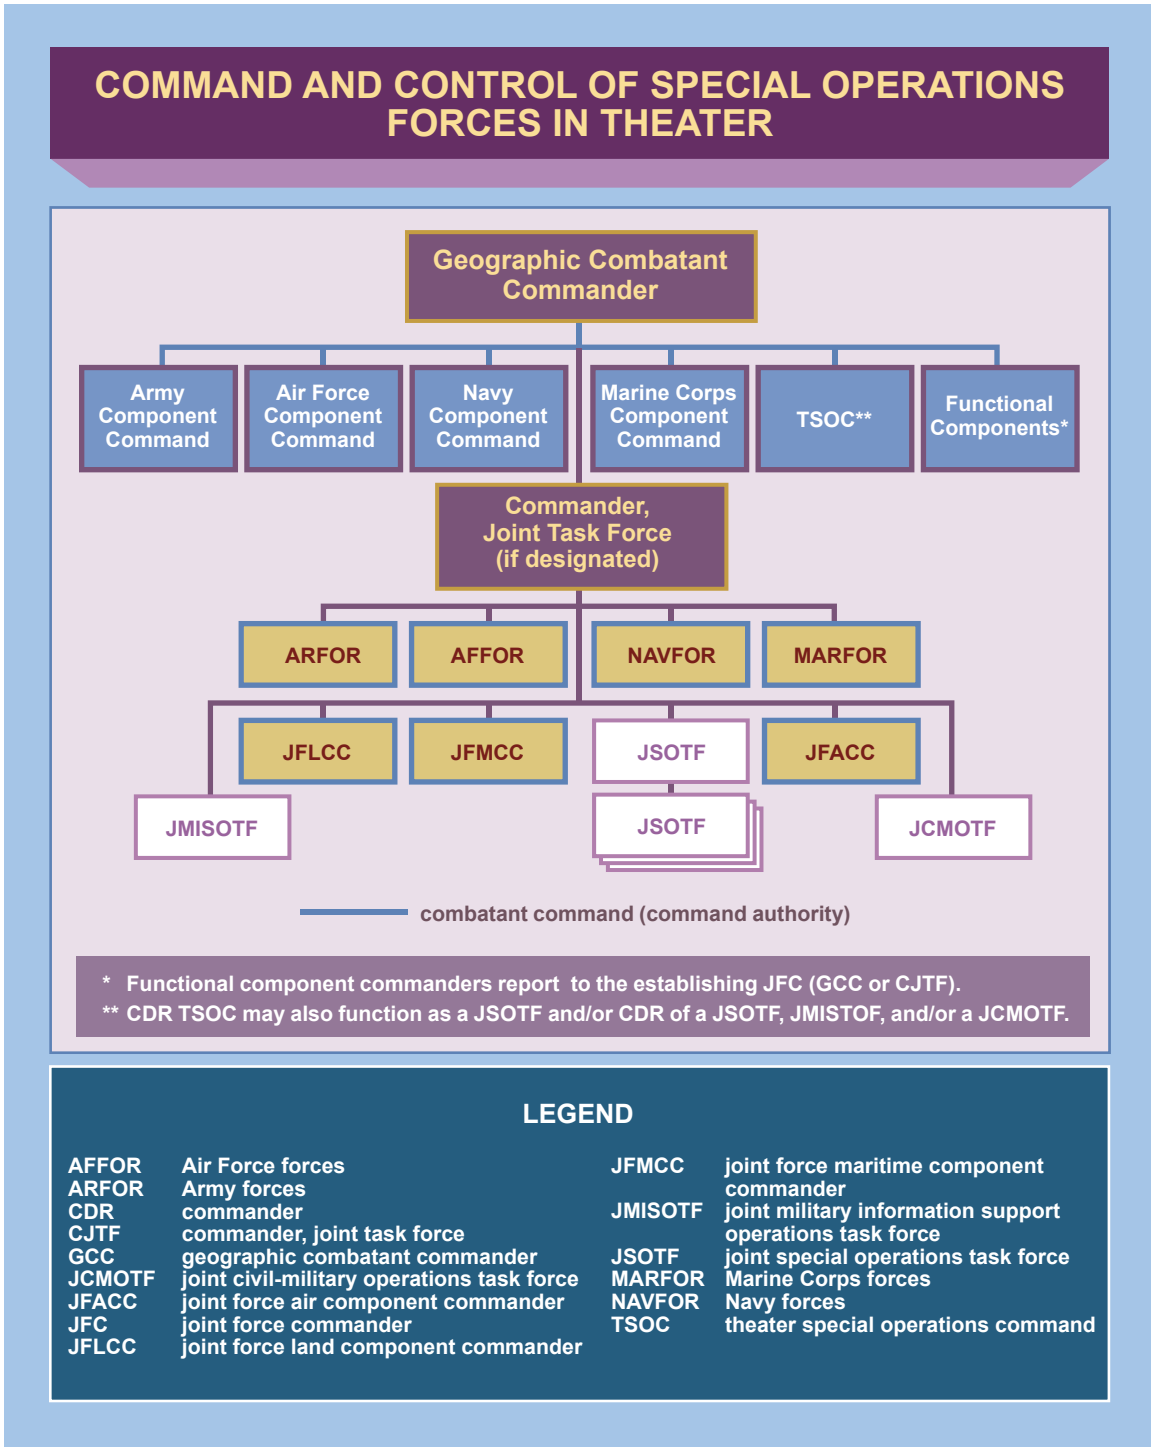 COMMAND AND CONTROL OF SPECIAL OPERATIONS
FORCES IN THEATER
Geographic Combatant
Commander
Army
Component
Command
Air Force
Component
Command
Navy
Component
Command
Marine Corps
Component
Command
TSOC**
Functional
Components*
Commander,
Joint Task Force
(if designated)
ARFOR
AFFOR
NAVFOR
MARFOR
JFLCC
JFMCC
JSOTF
JFACC
JMISOTF
JSOTF
JCMOTF
combatant command (command authority)
* Functional component commanders report to the establishing JFC (GCC or CJTF).
** CDR TSOC may also function as a JSOTF and/or CDR of a JSOTF, JMISTOF, and/or a JCMOTF.
LEGEND
AFFOR Air Force forces
ARFOR Army forces
CDR commander
CJTF commander, joint task force
GCC geographic combatant commander
JCMOTF joint civil-military operations task force
JFACC joint force air component commander
JFC joint force commander
JFLCC joint force land component commander
JFMCC joint force maritime component
commander
JMISOTF joint military information support
operations task force
JSOTF joint special operations task force
MARFOR Marine Corps forces
NAVFOR Navy forces
TSOC theater special operations command